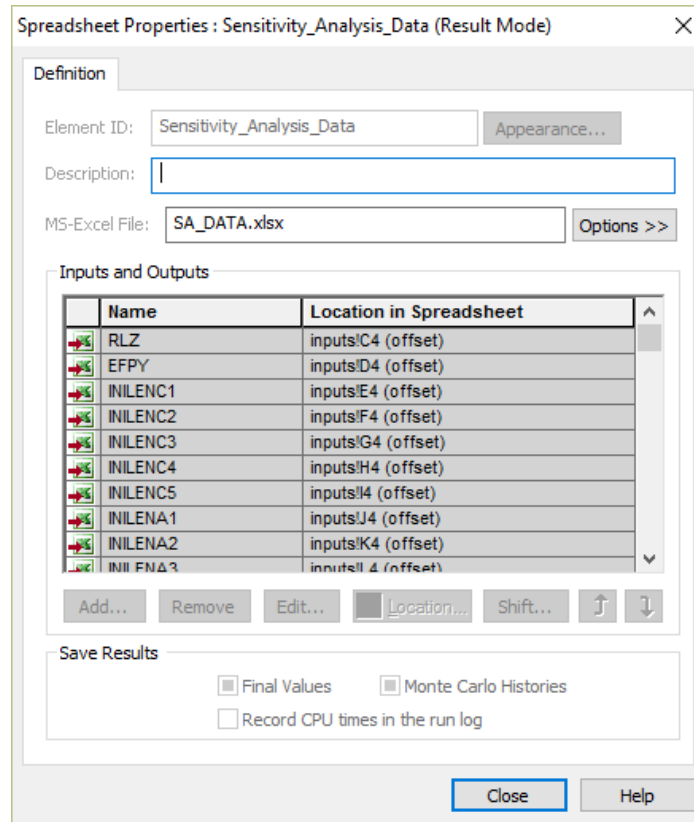 Spreadsheet Properties : Sensitivity_Analysis_Data (Result Mode)
Definition
Element ID: Sensitivity_Analysis_Data Appearance...
Description:
MS-Excel File: SA_DATA.xlsx Options >>
Inputs and Outputs
Name Location in Spreadsheet
RLZ inputs!C4 (offset)
EFPY inputs!D4 (offset)
INILENC1 inputs!E4 (offset)
INILENC2 inputs!F4 (offset)
INILENC3 inputs!G4 (offset)
INILENC4 inputs!H4 (offset)
INILENC5 inputs!I4 (offset)
INILENA1 inputs!J4 (offset)
INILENA2 inputs!K4 (offset)
INILENA3 inputs!L4 (offset)
Add... Remove Edit... Location... Shift...
Save Results
Final Values Monte Carlo Histories
Record CPU times in the run log
Close Help